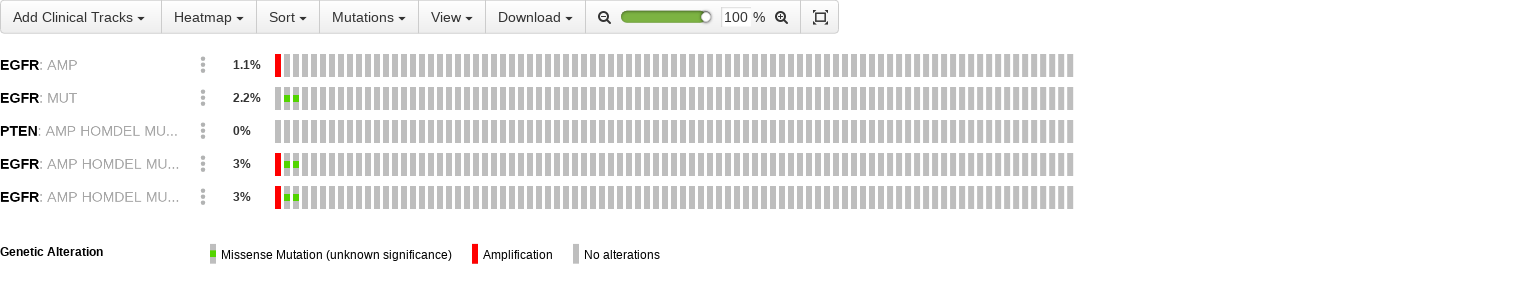 Add Clinical Tracks Heatmap Sort Mutations View Download 100 %
EGFR: AMP 1.1%
EGFR: MUT 2.2%
PTEN: AMP HOMDEL MU... 0%
EGFR: AMP HOMDEL MU... 3%
EGFR: AMP HOMDEL MU... 3%
Genetic Alteration Missense Mutation (unknown significance) Amplification No alterations